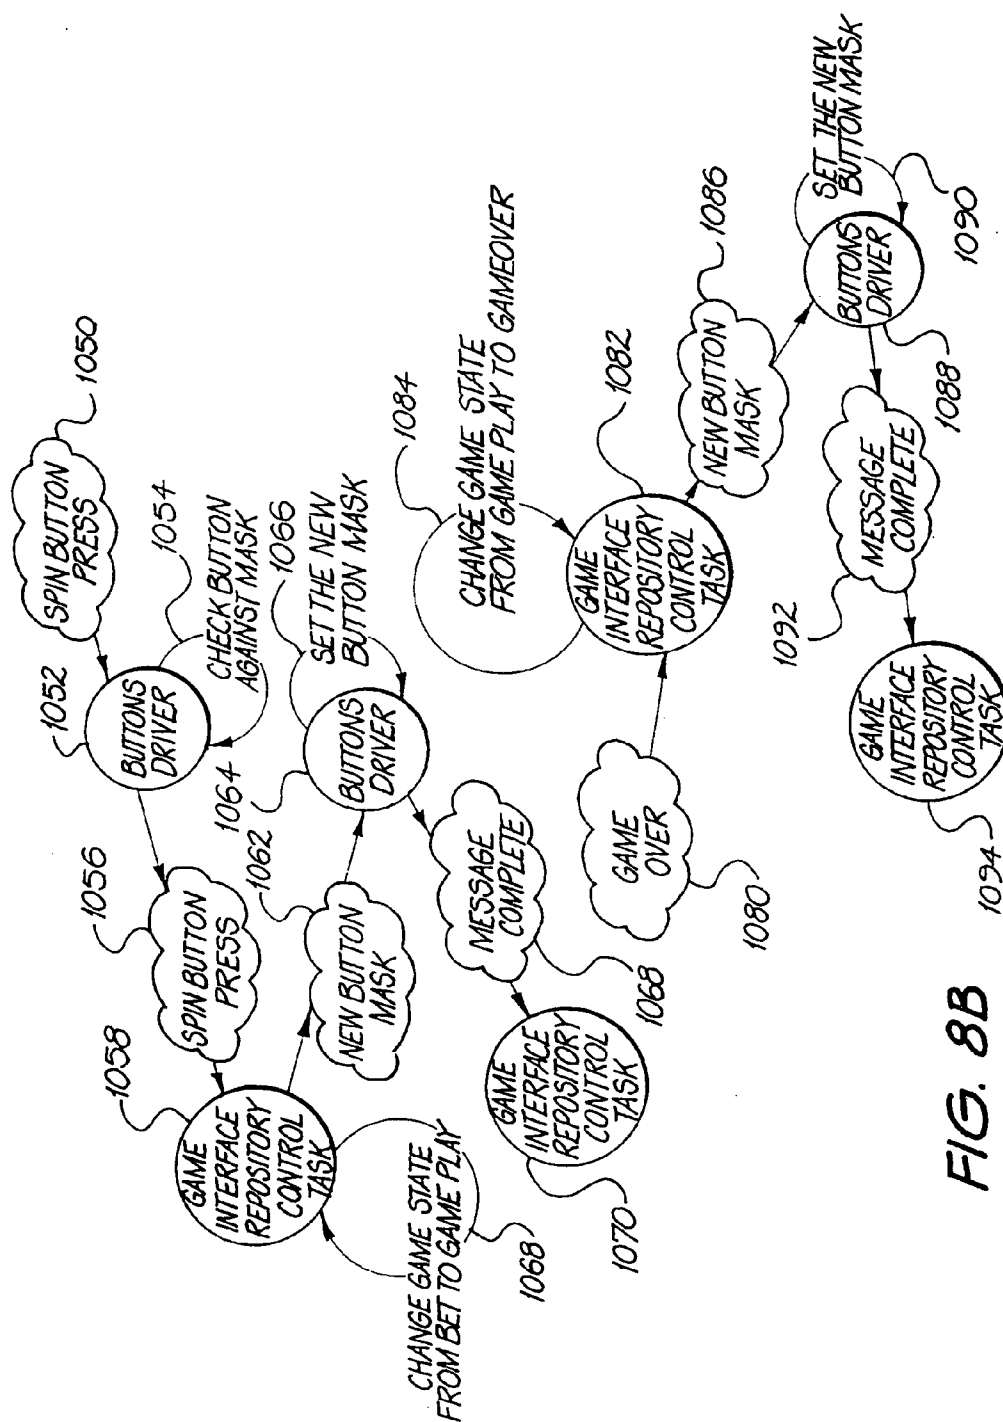 1050
SPIN BUTTON
PRESS
1052
BUTTONS
DRIVER
1054
CHECK BUTTON
AGAINST MASK
1056
SPIN BUTTON
PRESS
1058
GAME
INTERFACE
REPOSITORY
CONTROL
TASK
CHANGE GAME STATE
FROM BET TO GAME PLAY
1068
1062
NEW BUTTON
MASK
1064
BUTTONS
DRIVER
1066
SET THE NEW
BUTTON MASK
MESSAGE
COMPLETE
1068
GAME
INTERFACE
REPOSITORY
CONTROL
TASK
1070
GAME
OVER
1080
1084
CHANGE GAME STATE
FROM GAME PLAY TO GAMEOVER
GAME
INTERFACE
REPOSITORY
CONTROL
TASK
1082
NEW BUTTON
MASK
1086
BUTTONS
DRIVER
1088
SET THE NEW
BUTTON MASK
1090
MESSAGE
COMPLETE
1092
GAME
INTERFACE
REPOSITORY
CONTROL
TASK
1094
FIG. 8B